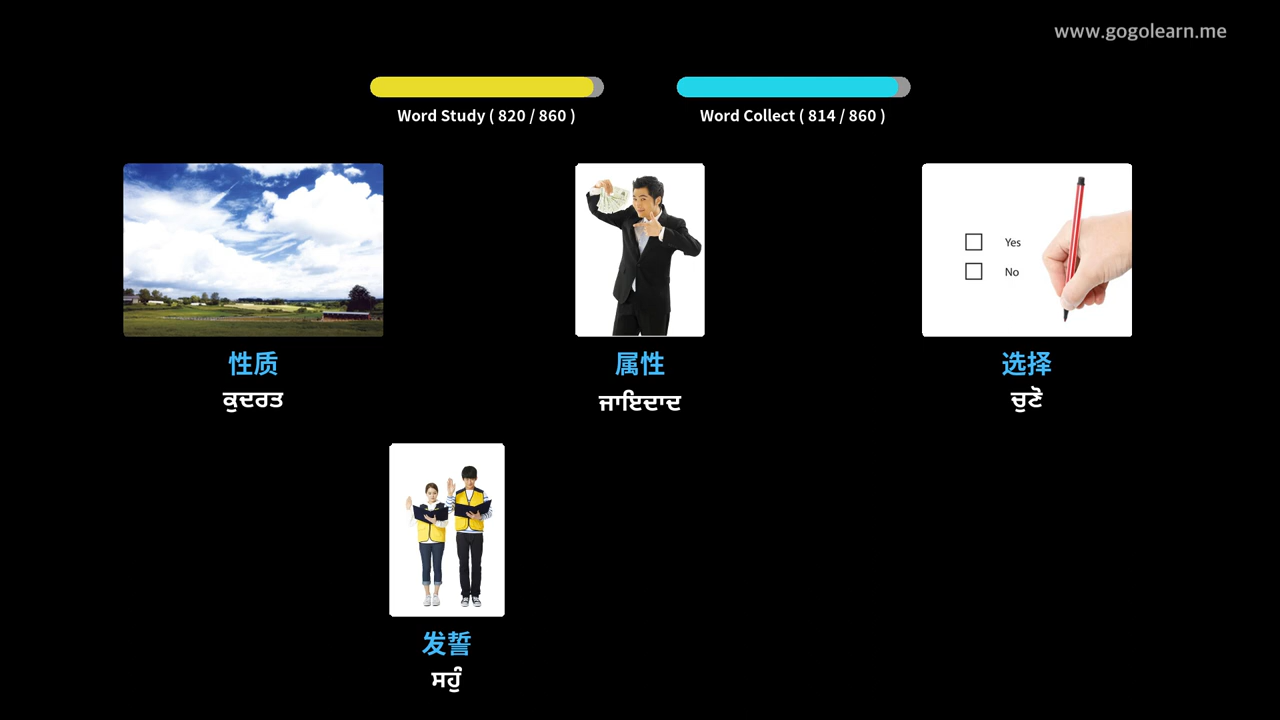 www.gogolearn.me
Word Study ( 820 / 860 )
Word Collect ( 814 / 860 )
Yes
No
性质
属性
选择
ਕੁਦਰਤ
ਜਾਇਦਾਦ
ਚੁਣੋ
发誓
ਸਹੁੰ